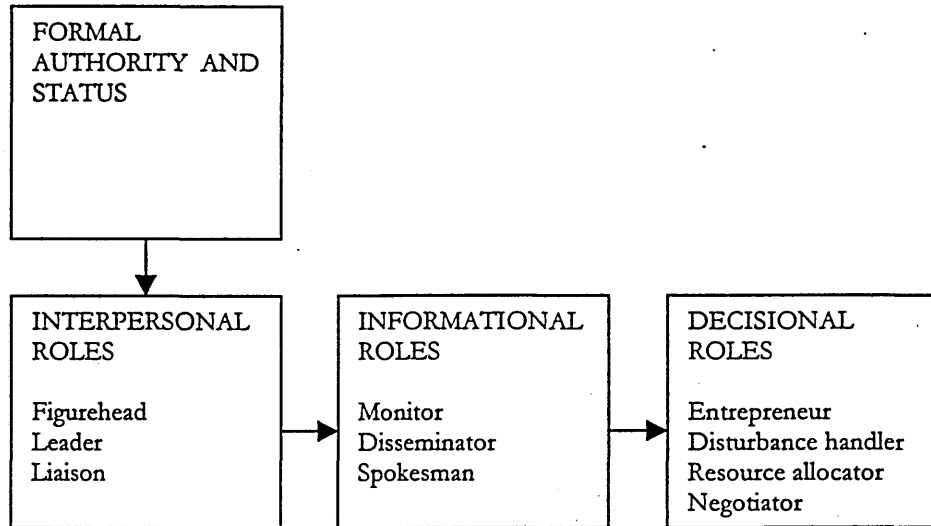 FORMAL
AUTHORITY AND
STATUS
INTERPERSONAL
ROLES
Figurehead
Leader
Liaison
INFORMATIONAL
ROLES
Monitor
Disseminator
Spokesman
DECISIONAL
ROLES
Entrepreneur
Disturbance handler
Resource allocator
Negotiator